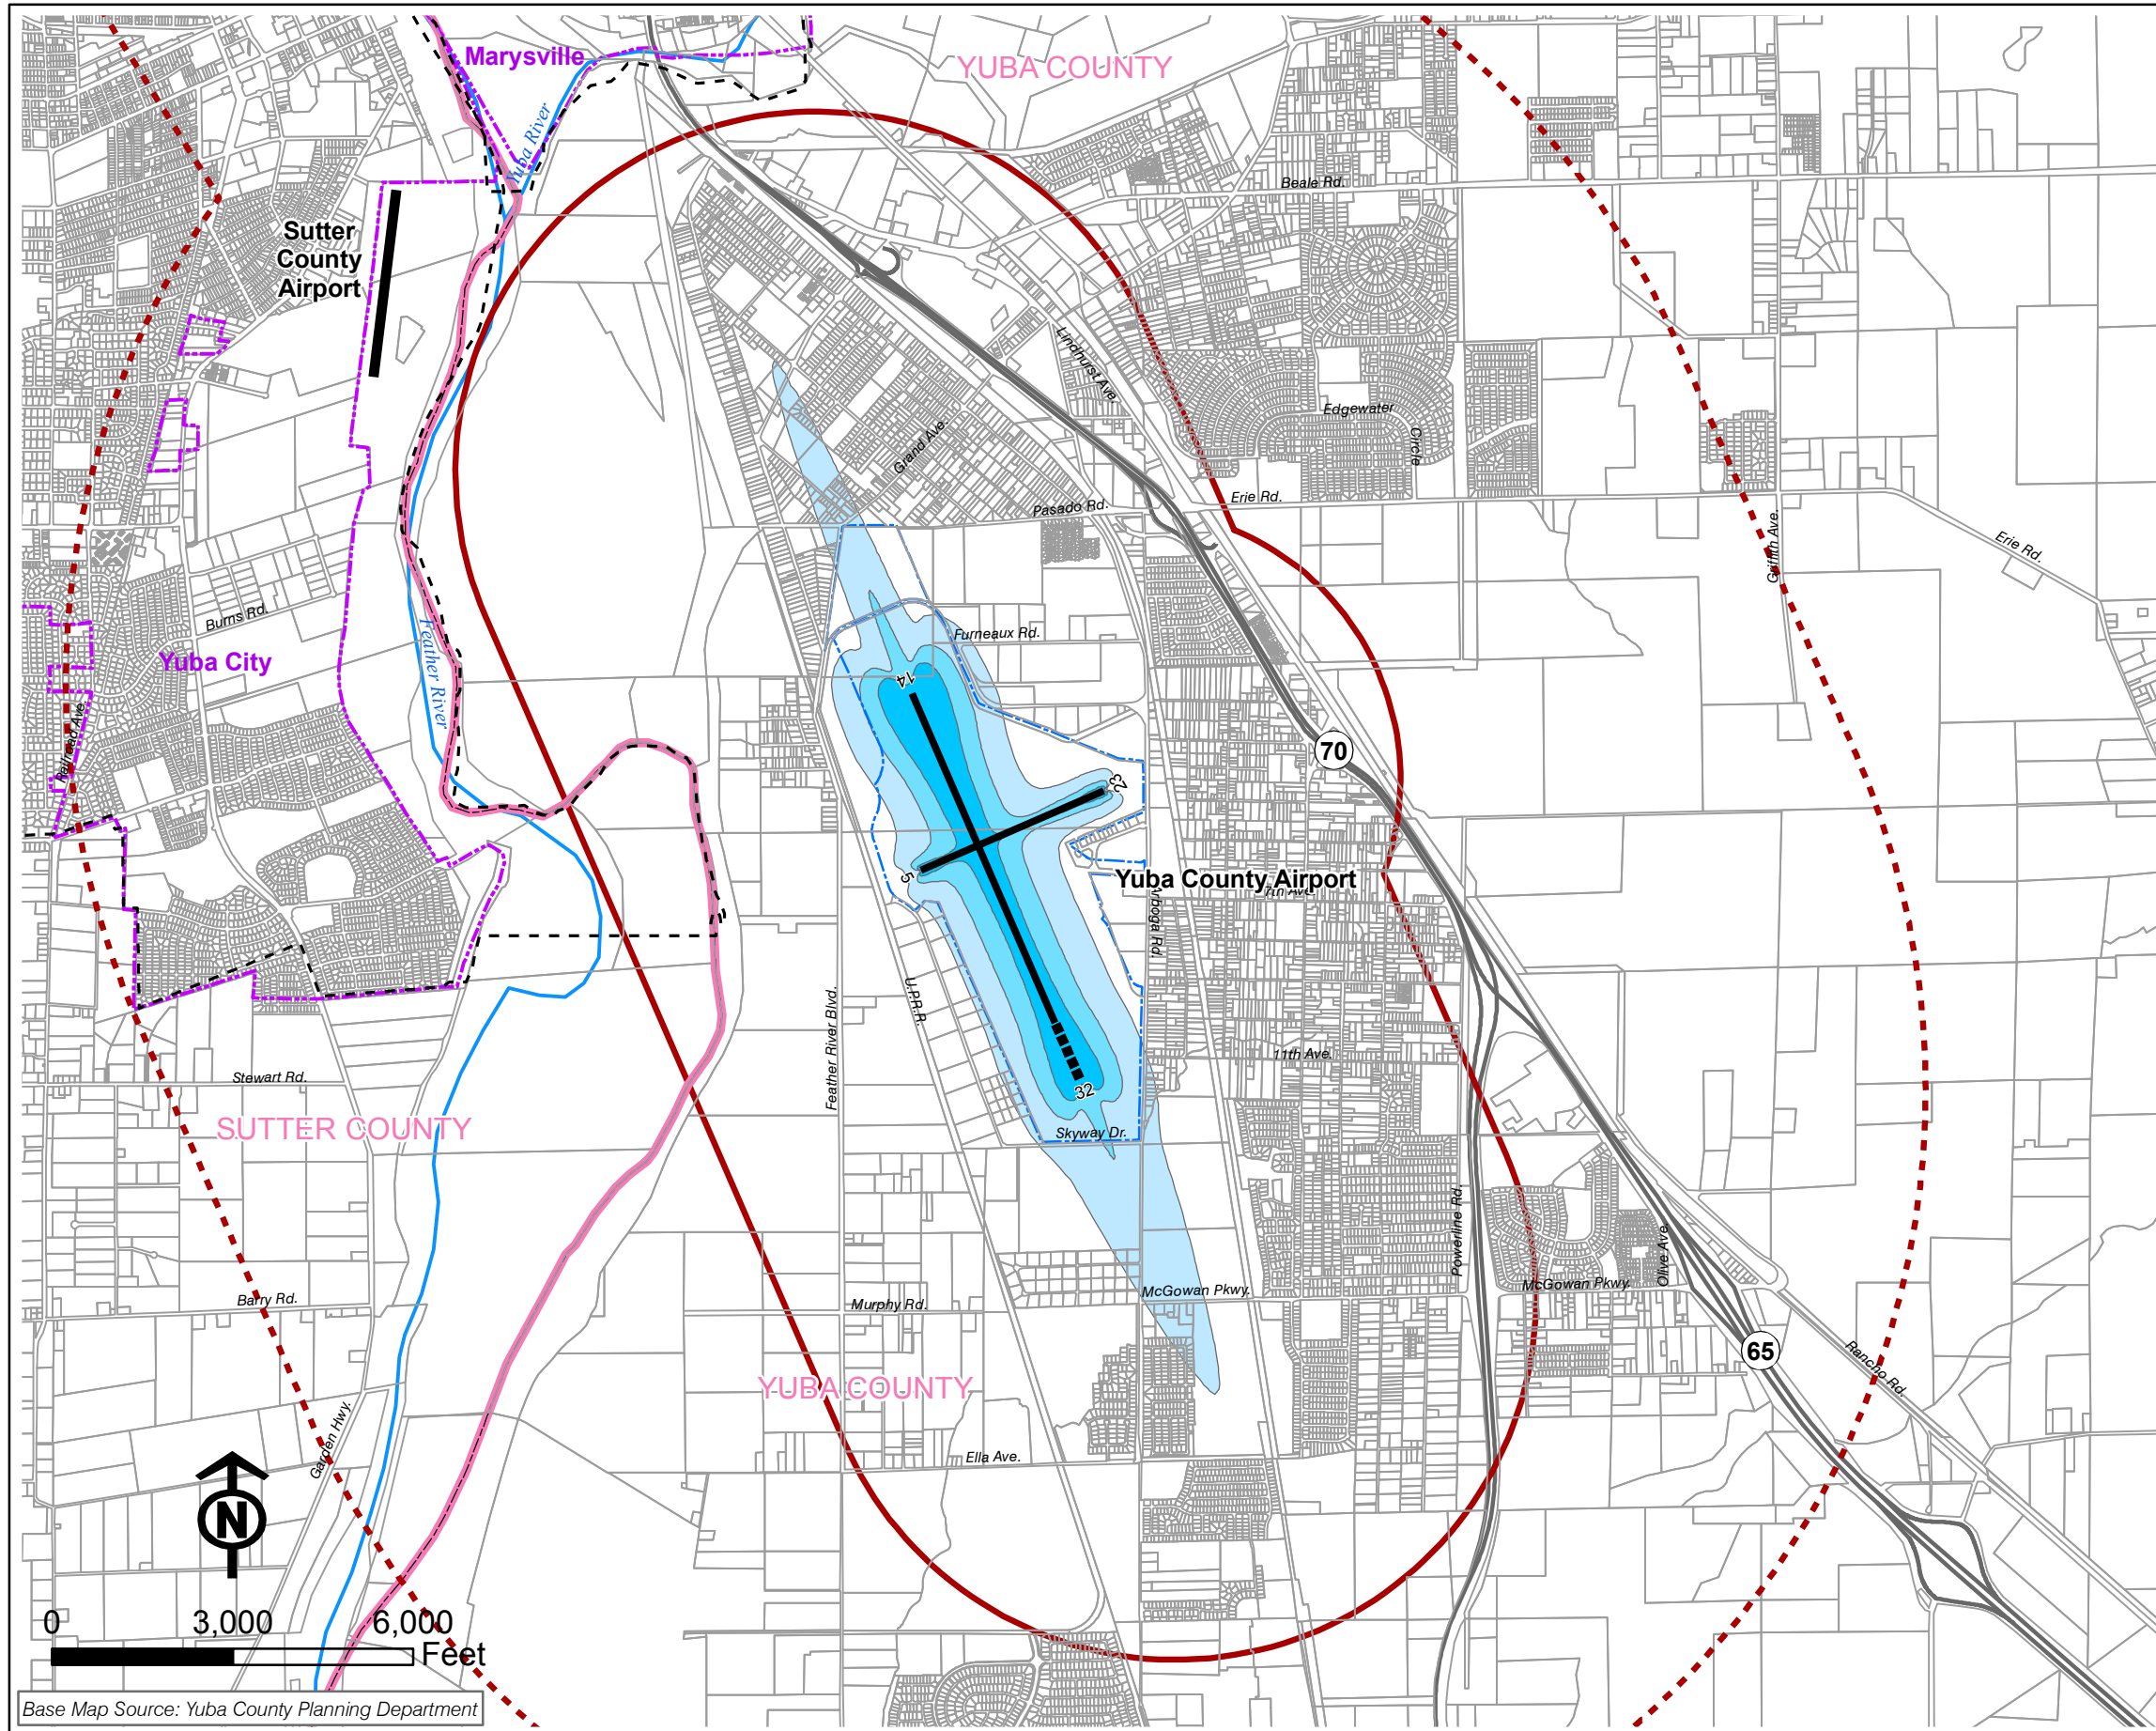 Marysville
YUBA COUNTY
Yuba River
Beale Rd.
Sutter
County
Airport
Lindhurst Ave.
Edgewater
Circle
Grand Ave.
Pasado Rd.
Erie Rd.
Griffith Ave.
Erie Rd.
Burns Rd.
Feather River
Furneaux Rd.
Yuba City
14
Railroad Ave.
70
23
5
Yuba County Airport
7th Ave.
Arboga Rd.
U.P.R.R.
Feather River Blvd.
11th Ave.
Stewart Rd.
32
SUTTER COUNTY
Skyway Dr.
Powerline Rd.
Olive Ave.
McGowan Pkwy.
McGowan Pkwy.
Barry Rd.
Murphy Rd.
65
Rancho Rd.
YUBA COUNTY
Garden Hwy.
Ella Ave.
N
0 3,000 6,000
Feet
Base Map Source: Yuba County Planning Department